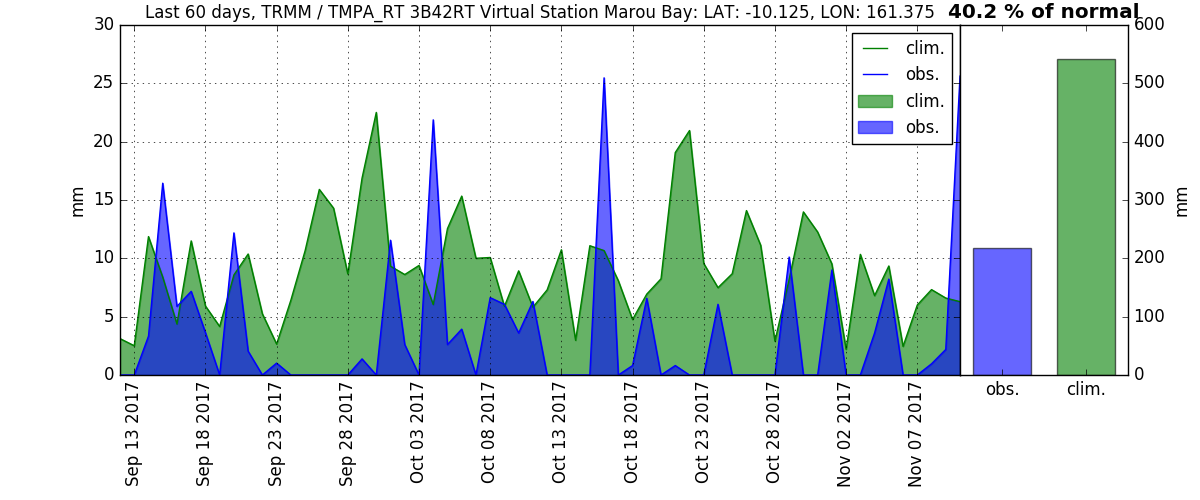 Last 60 days, TRMM / TMPA_RT 3B42RT Virtual Station Marou Bay: LAT: -10.125, LON: 161.375 40.2 % of normal
30
25
20
15
10
5
0
mm
clim.
obs.
clim.
obs.
600
500
400
300
200
100
0
mm
obs.
clim.
Sep 13 2017
Sep 18 2017
Sep 23 2017
Sep 28 2017
Oct 03 2017
Oct 08 2017
Oct 13 2017
Oct 18 2017
Oct 23 2017
Oct 28 2017
Nov 02 2017
Nov 07 2017